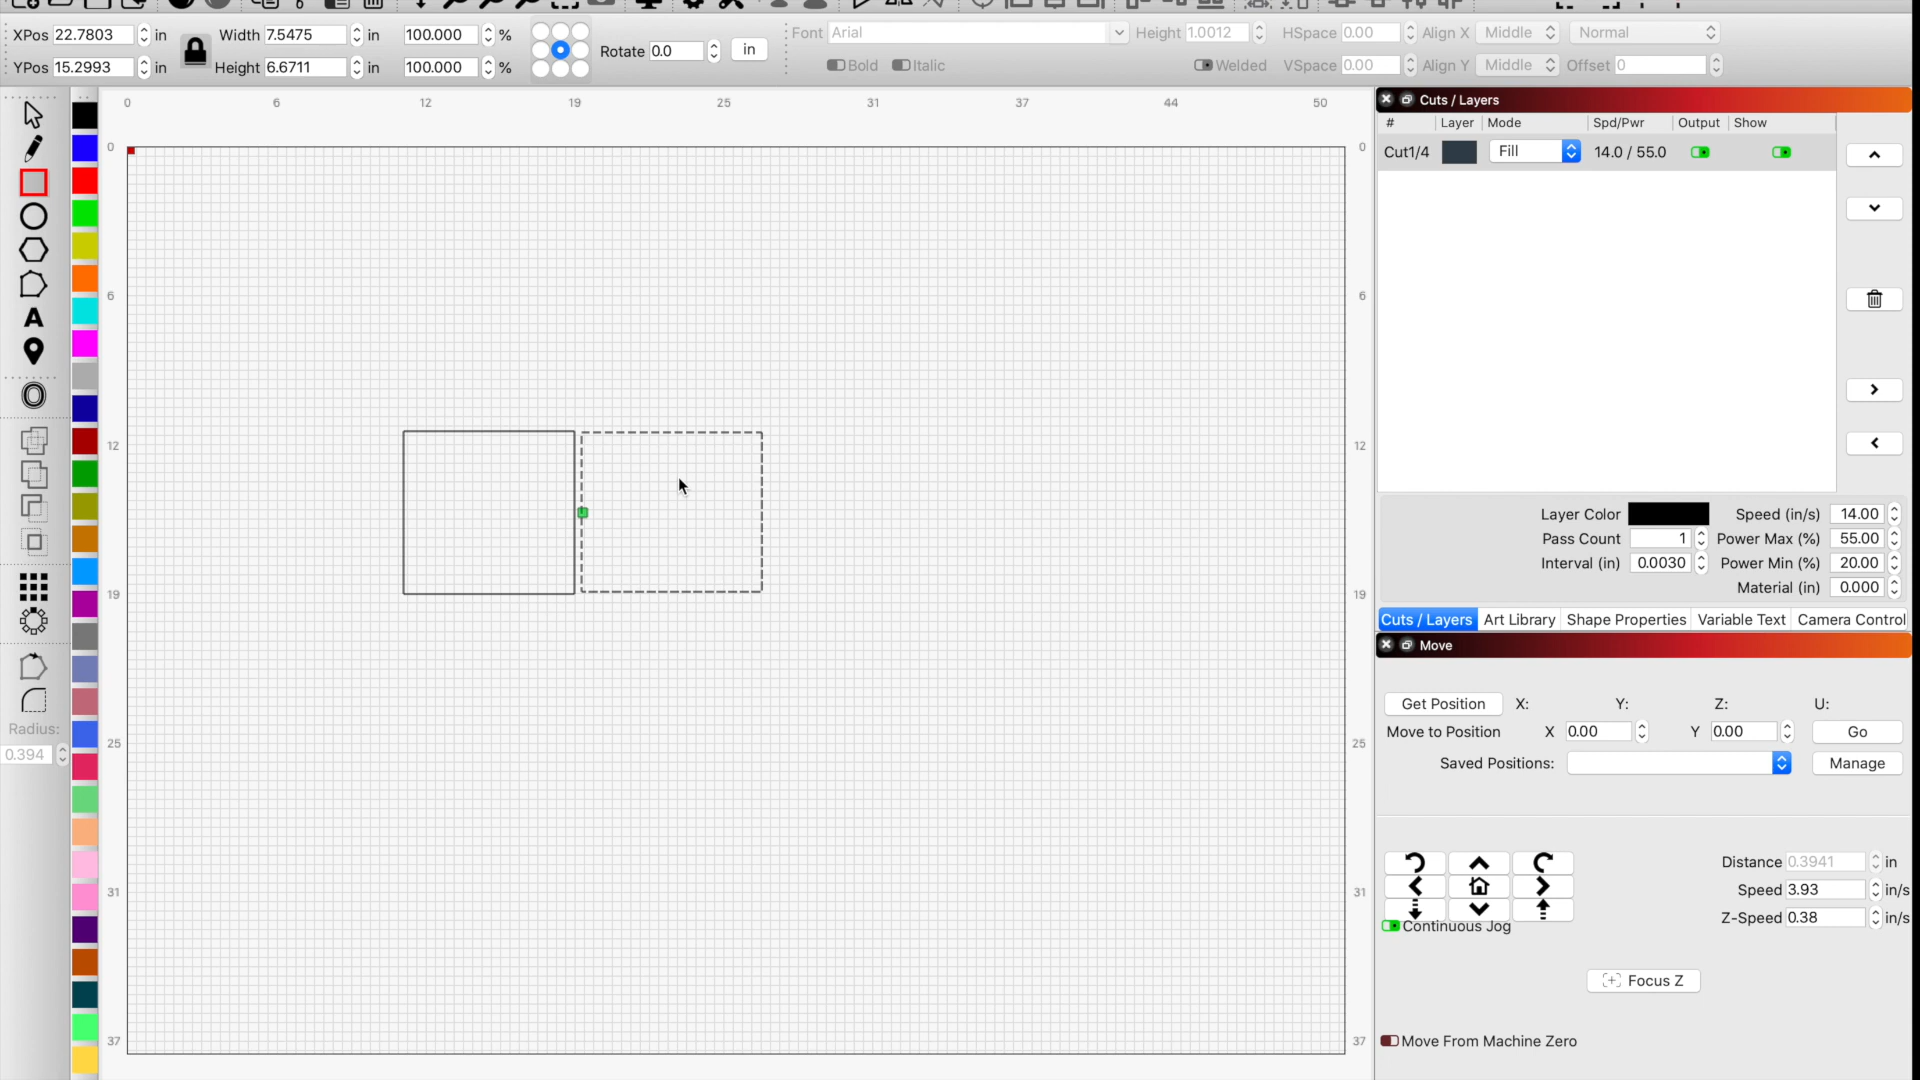 XPos 22.7803 in Width 7.5475 in 100.000 %
YPos 15.2993 in Height 6.6711 in 100.000 %
Rotate 0.0 in
Font Arial Height 1.0012 HSpace 0.00 Align X Middle Normal
Bold Italic Welded VSpace 0.00 Align Y Middle Offset 0
0 6 12 19 25 31 37 44 50
0 0
6 6
12 12
19 19
25 25
31 31
37 37
A
Radius:
0.394
Cuts / Layers
# Layer Mode Spd/Pwr Output Show
Cut1/4 Fill 14.0 / 55.0
Layer Color Speed (in/s) 14.00
Pass Count 1 Power Max (%) 55.00
Interval (in) 0.0030 Power Min (%) 20.00
Material (in) 0.000
Cuts / Layers Art Library Shape Properties Variable Text Camera Control
Move
Get Position X: Y: Z: U:
Move to Position X 0.00 Y 0.00 Go
Saved Positions: Manage
Distance 0.3941 in
Speed 3.93 in/s
Z-Speed 0.38 in/s
Continuous Jog
Focus Z
Move From Machine Zero